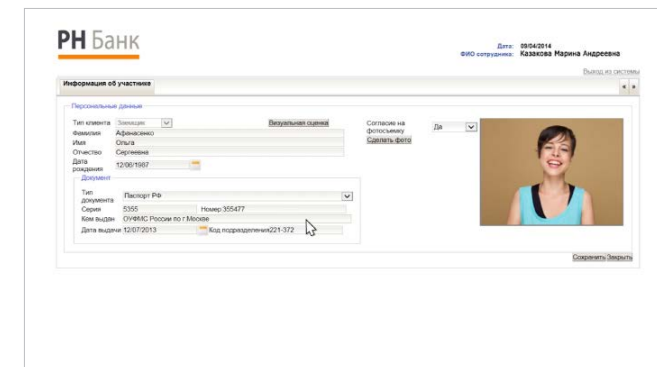 РН Банк
Дата: 09/04/2014
ФИО сотрудника: Казакова Марина Андреевна
Выход из системы
Информация об участнике
Персональные данные
Тип клиента Заемщик Визуальная оценка Согласие на фотосъемку Да
Фамилия Афанасенко Сделать фото
Имя Ольга
Отчество Сергеевна
Дата рождения 12/08/1987
Документ
Тип документа Паспорт РФ
Серия 5355 Номер 355477
Кем выдан ОУФМС России по г.Москве
Дата выдачи 12/07/2013 Код подразделения 221-372
Сохранить Закрыть